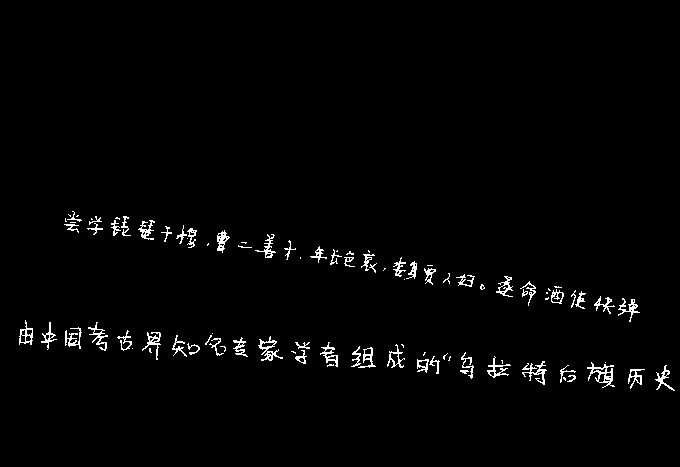 尝学琵琶于穆,曹二善才,年长色衰,委身贾人妇。遂命酒使快弹
由中国考古界知名专家学者组成的“乌拉特后旗历史